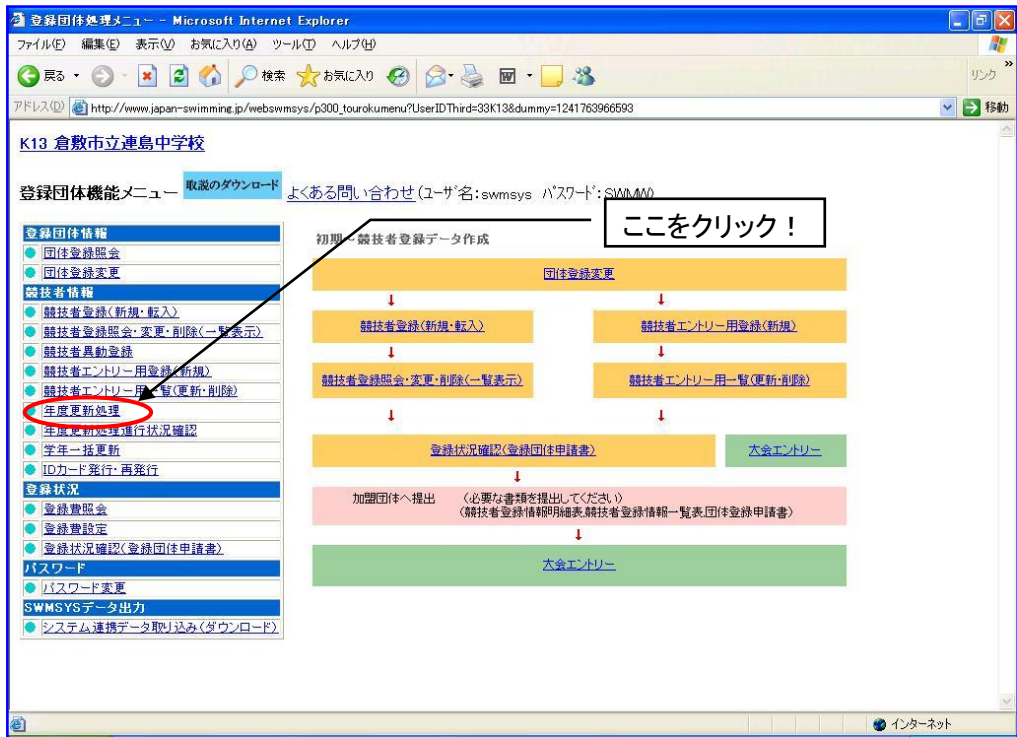 登録団体処理メニュー - Microsoft Internet Explorer
ファイル(F) 編集(E) 表示(V) お気に入り(A) ツール(T) ヘルプ(H)
戻る 検索 お気に入り リンク
アドレス(D) http://www.japan-swimming.jp/webswmsys/p300_tourokumenu?UserIDThird=33K13&dummy=1241763966593 移動
K13 倉敷市立連島中学校
登録団体機能メニュー 取説のダウンロード よくある問い合わせ(ユーザ名:swmsys パスワード:SWMW)
ここをクリック！
登録団体情報
団体登録照会
団体登録変更
競技者情報
競技者登録(新規・転入)
競技者登録照会・変更・削除(一覧表示)
競技者異動登録
競技者エントリー用登録(新規)
競技者エントリー用一覧(更新・削除)
年度更新処理
年度更新処理進行状況確認
学年一括更新
IDカード発行・再発行
登録状況
登録費照会
登録費設定
登録状況確認(登録団体申請書)
パスワード
パスワード変更
SWMSYSデータ出力
システム連携データ取り込み(ダウンロード)
初期～競技者登録データ作成
団体登録変更
↓ ↓
競技者登録(新規・転入) 競技者エントリー用登録(新規)
↓ ↓
競技者登録照会・変更・削除(一覧表示) 競技者エントリー用一覧(更新・削除)
↓ ↓
登録状況確認(登録団体申請書) 大会エントリー
↓
加盟団体へ提出 (必要な書類を提出してください)
(競技者登録情報明細表,競技者登録情報一覧表,団体登録申請書)
↓
大会エントリー
インターネット